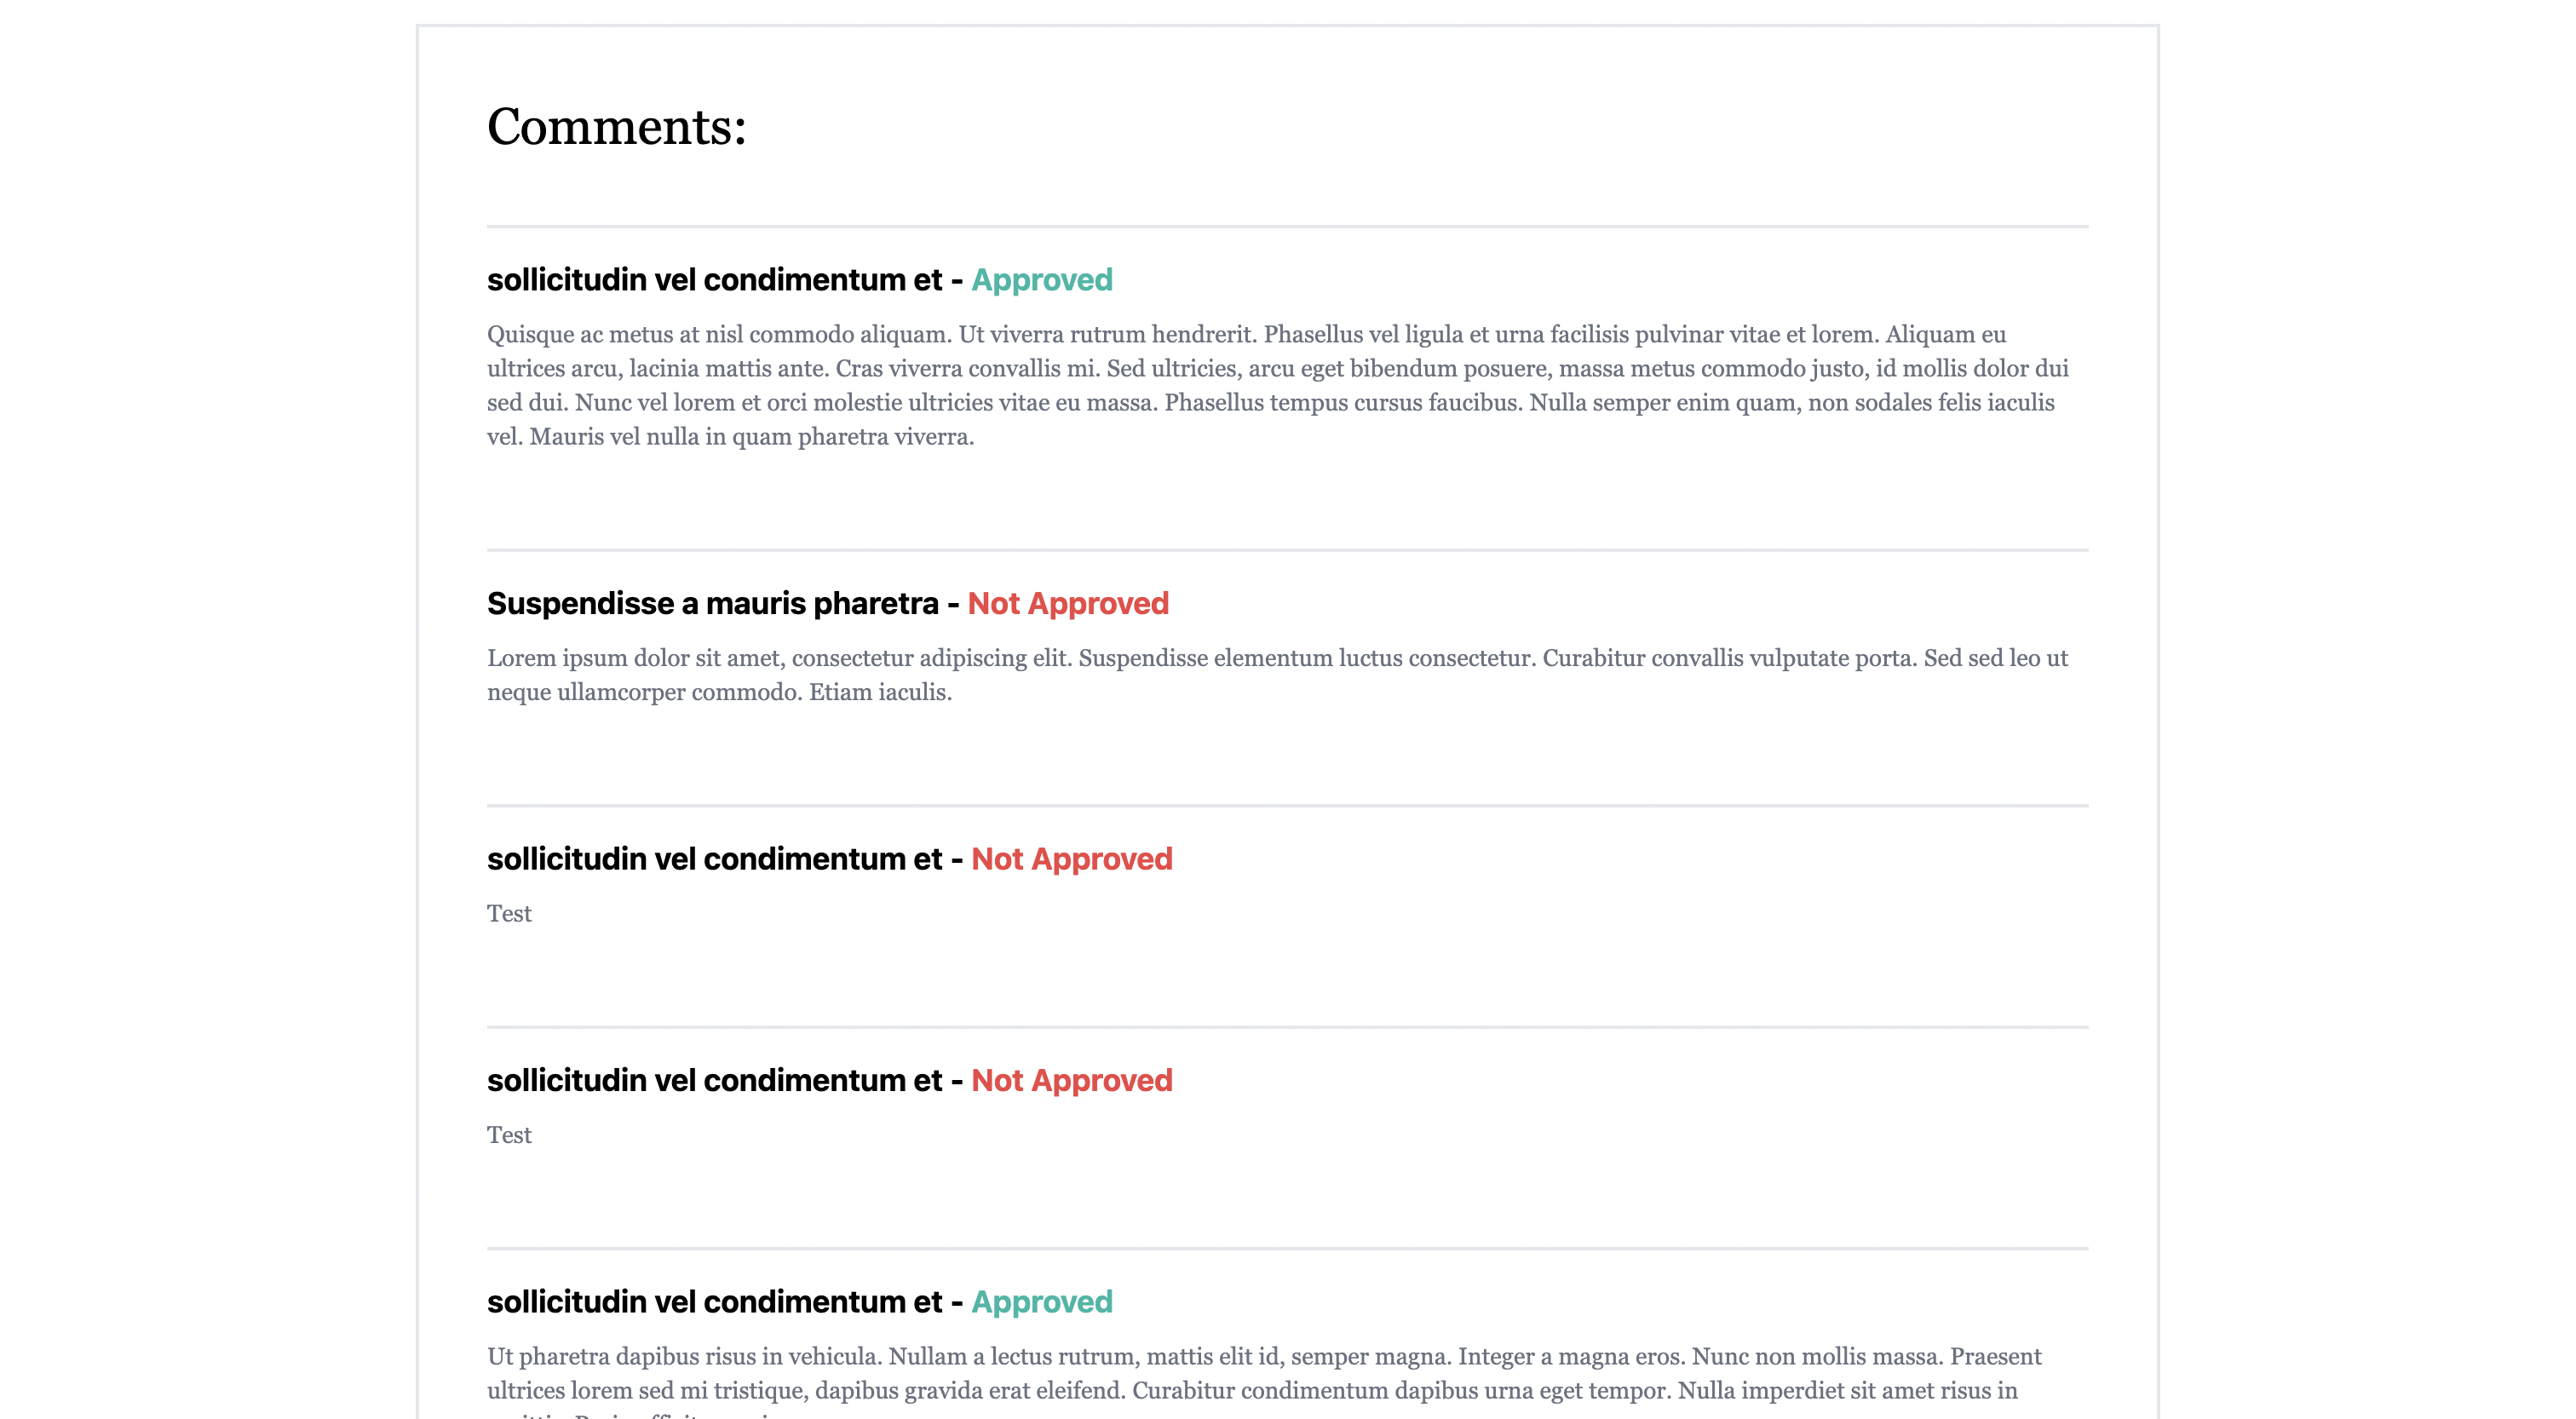 Comments:
sollicitudin vel condimentum et - Approved
Quisque ac metus at nisl commodo aliquam. Ut viverra rutrum hendrerit. Phasellus vel ligula et urna facilisis pulvinar vitae et lorem. Aliquam eu
ultrices arcu, lacinia mattis ante. Cras viverra convallis mi. Sed ultricies, arcu eget bibendum posuere, massa metus commodo justo, id mollis dolor dui
sed dui. Nunc vel lorem et orci molestie ultricies vitae eu massa. Phasellus tempus cursus faucibus. Nulla semper enim quam, non sodales felis iaculis
vel. Mauris vel nulla in quam pharetra viverra.
Suspendisse a mauris pharetra - Not Approved
Lorem ipsum dolor sit amet, consectetur adipiscing elit. Suspendisse elementum luctus consectetur. Curabitur convallis vulputate porta. Sed sed leo ut
neque ullamcorper commodo. Etiam iaculis.
sollicitudin vel condimentum et - Not Approved
Test
sollicitudin vel condimentum et - Not Approved
Test
sollicitudin vel condimentum et - Approved
Ut pharetra dapibus risus in vehicula. Nullam a lectus rutrum, mattis elit id, semper magna. Integer a magna eros. Nunc non mollis massa. Praesent
ultrices lorem sed mi tristique, dapibus gravida erat eleifend. Curabitur condimentum dapibus urna eget tempor. Nulla imperdiet sit amet risus in